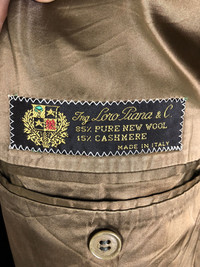 Ing. Loro Piana & C.
85% PURE NEW WOOL
15% CASHMERE
MADE IN ITALY